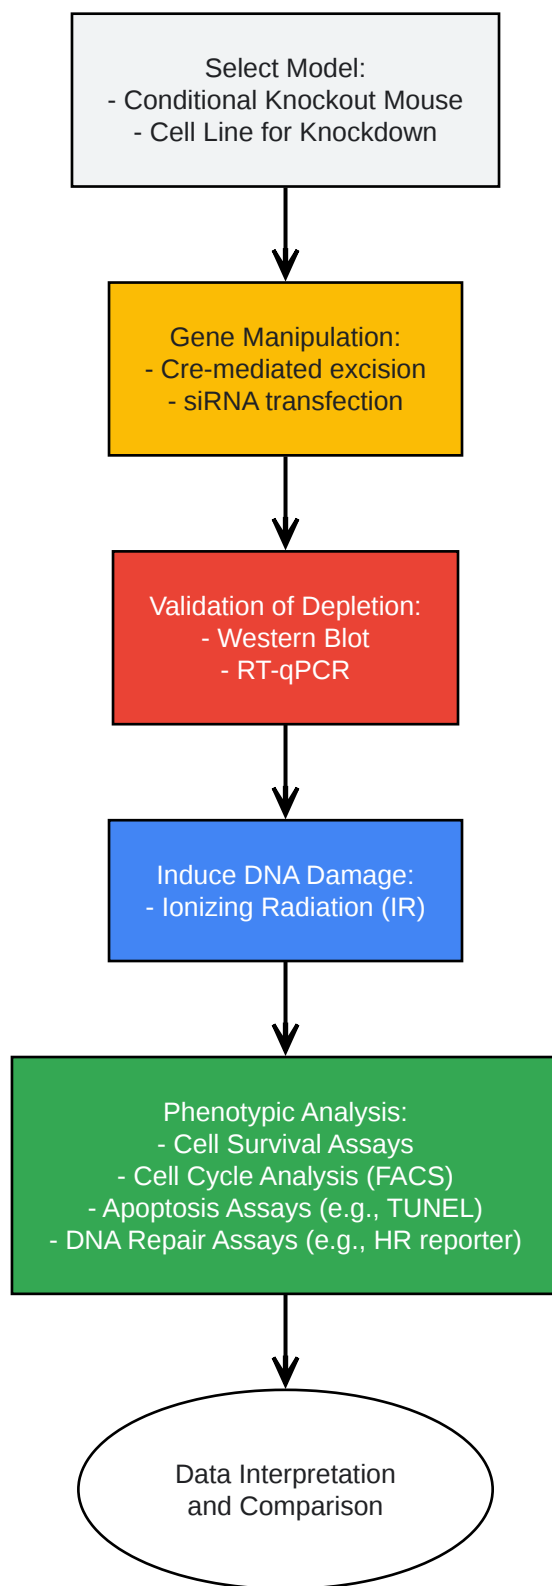 Select Model:
- Conditional Knockout Mouse
- Cell Line for Knockdown
Gene Manipulation:
- Cre-mediated excision
- siRNA transfection
Validation of Depletion:
- Western Blot
- RT-qPCR
Induce DNA Damage:
- Ionizing Radiation (IR)
Phenotypic Analysis:
- Cell Survival Assays
- Cell Cycle Analysis (FACS)
- Apoptosis Assays (e.g., TUNEL)
- DNA Repair Assays (e.g., HR reporter)
Data Interpretation
and Comparison